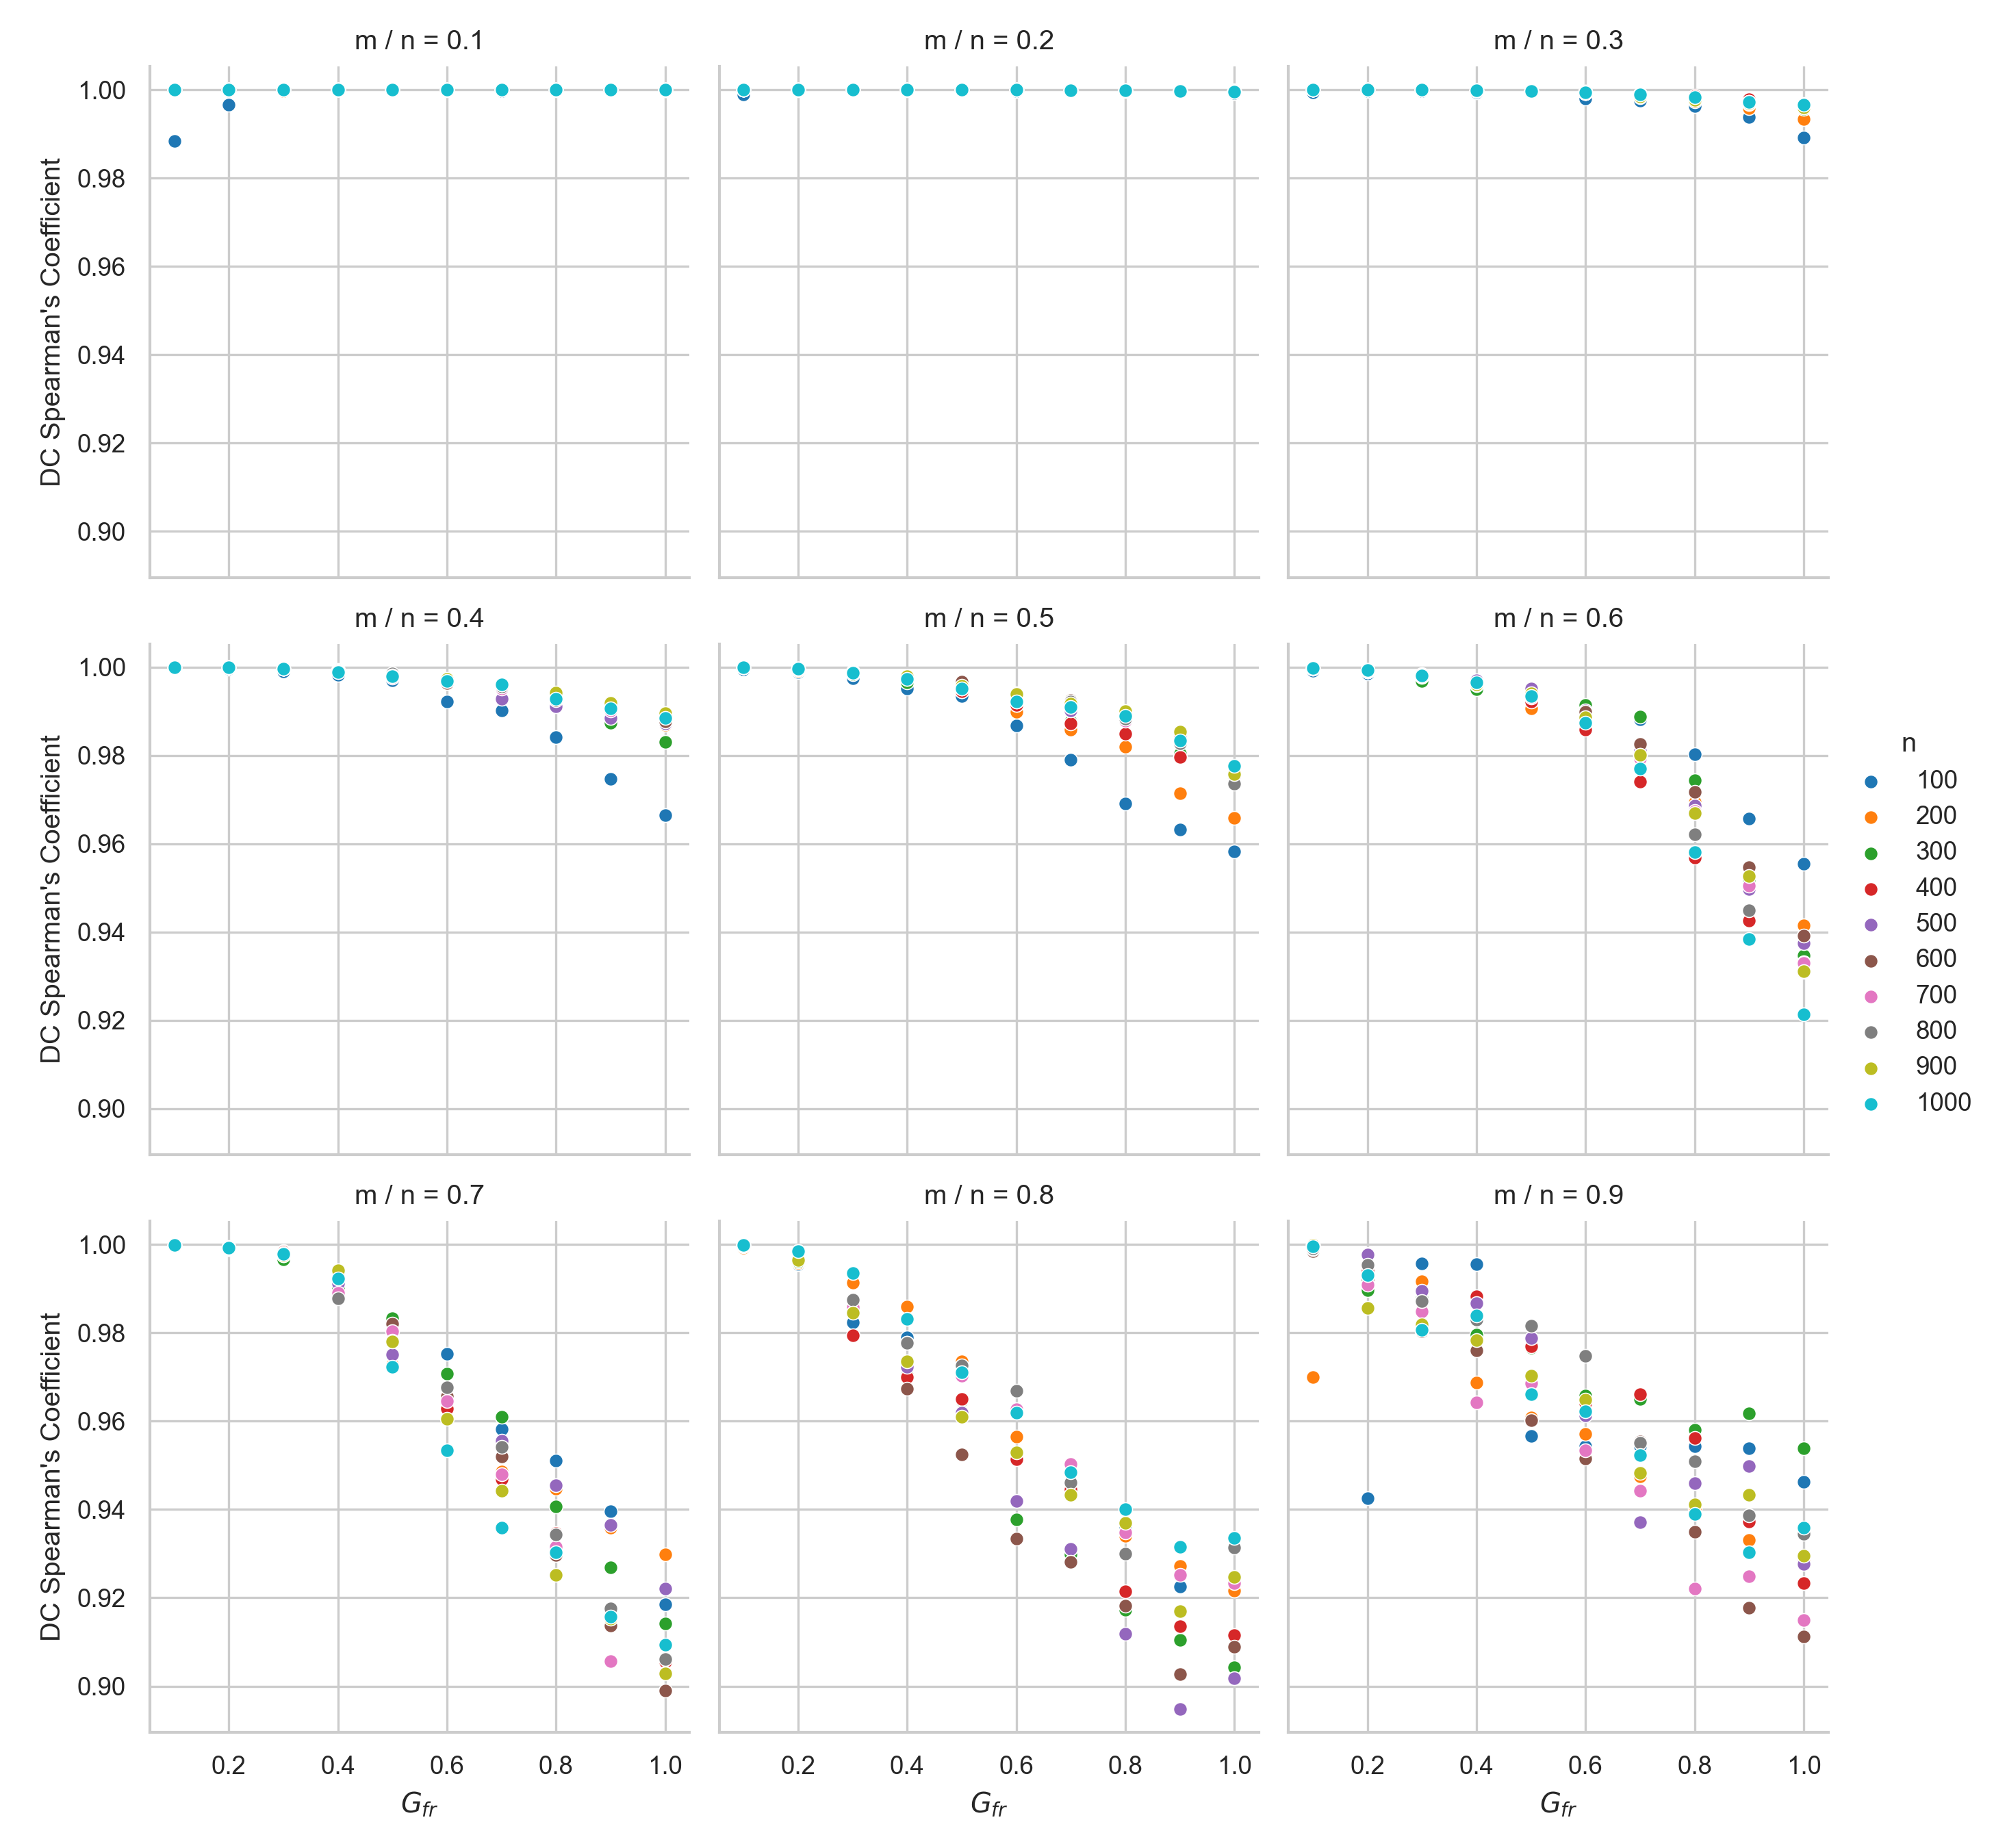 m / n = 0.1
m / n = 0.2
m / n = 0.3
1.00
0.98
0.96
0.94
0.92
0.90
DC Spearman's Coefficient
m / n = 0.4
m / n = 0.5
m / n = 0.6
1.00
0.98
0.96
0.94
0.92
0.90
DC Spearman's Coefficient
n
100
200
300
400
500
600
700
800
900
1000
m / n = 0.7
m / n = 0.8
m / n = 0.9
1.00
0.98
0.96
0.94
0.92
0.90
DC Spearman's Coefficient
0.2 0.4 0.6 0.8 1.0
0.2 0.4 0.6 0.8 1.0
0.2 0.4 0.6 0.8 1.0
G_fr
G_fr
G_fr